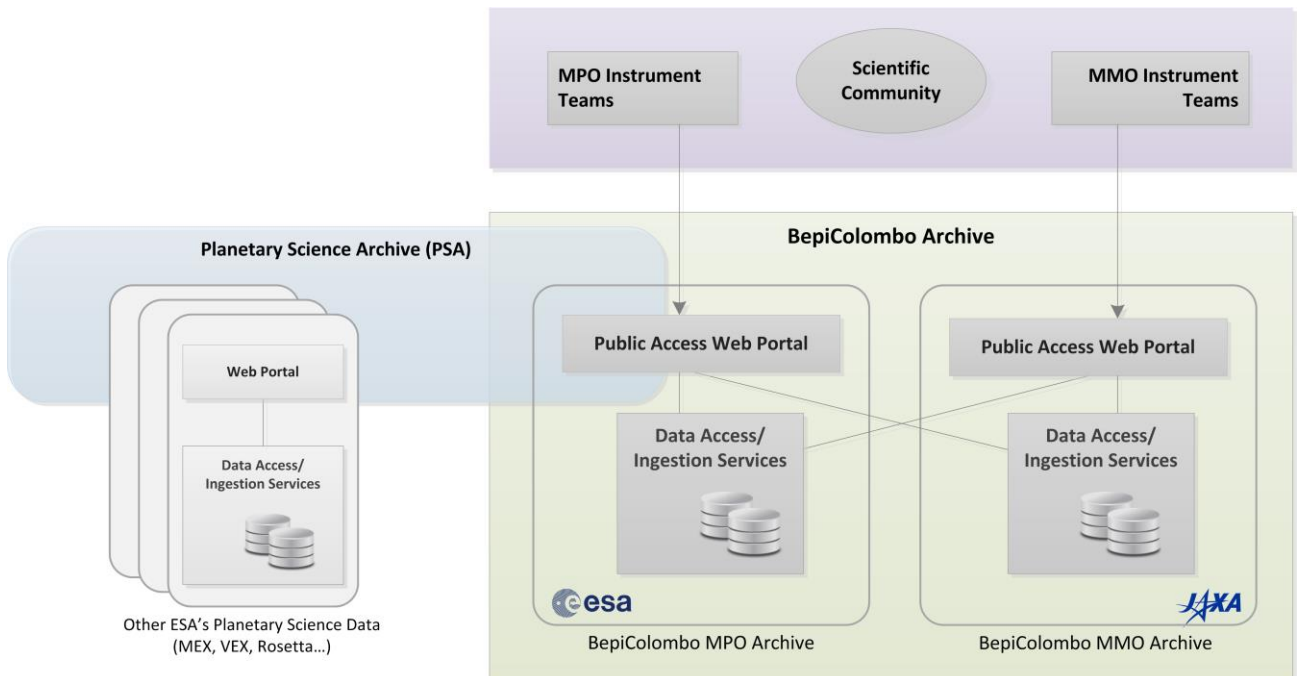 MPO Instrument
Teams
Scientific
Community
MMO Instrument
Teams
Planetary Science Archive (PSA)
BepiColombo Archive
Web Portal
Data Access/
Ingestion Services
Other ESA’s Planetary Science Data
(MEX, VEX, Rosetta…)
Public Access Web Portal
Data Access/
Ingestion Services
esa
BepiColombo MPO Archive
Public Access Web Portal
Data Access/
Ingestion Services
JAXA
BepiColombo MMO Archive